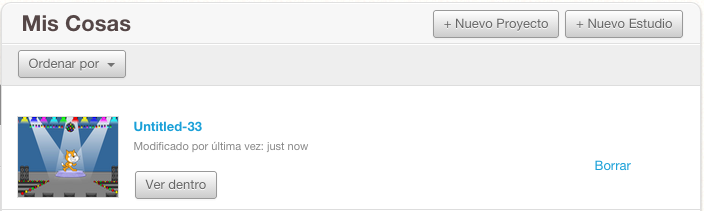 Mis Cosas
+ Nuevo Proyecto
+ Nuevo Estudio
Ordenar por
Untitled-33
Modificado por última vez: just now
Borrar
Ver dentro